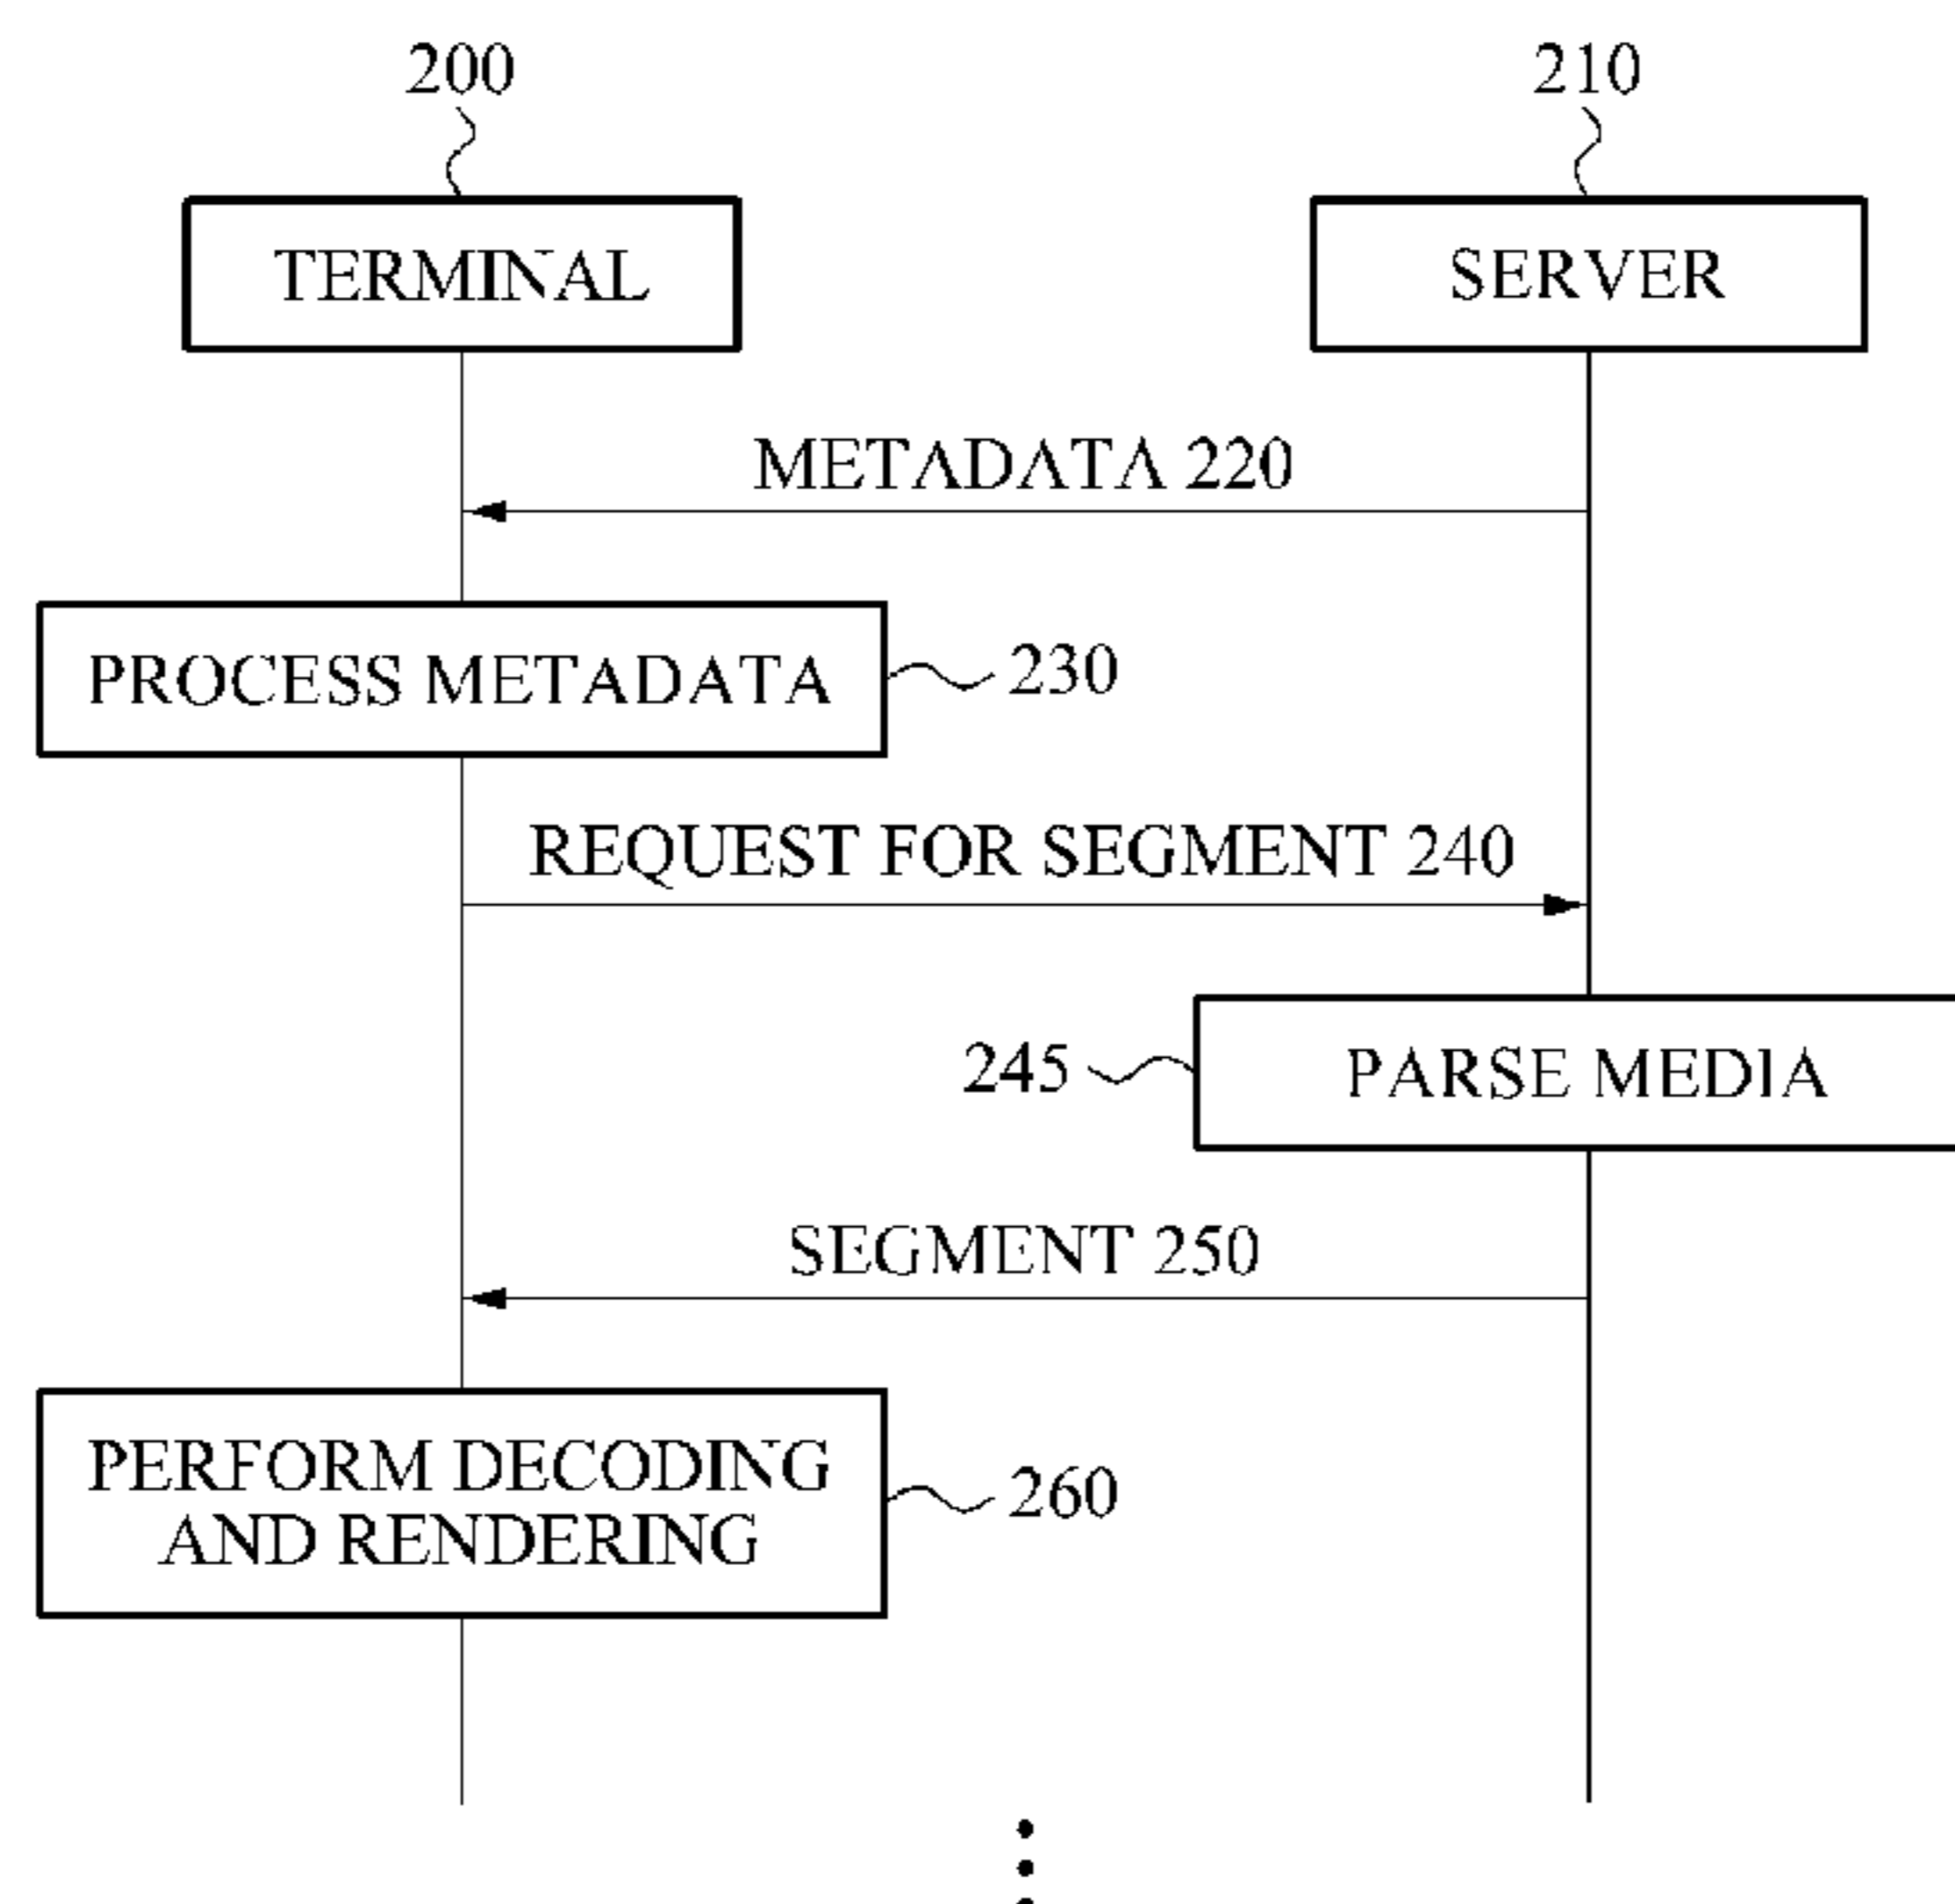 200
210
TERMINAL
SERVER
METADATA 220
PROCESS METADATA
230
REQUEST FOR SEGMENT 240
245
PARSE MEDIA
SEGMENT 250
PERFORM DECODING
AND RENDERING
260